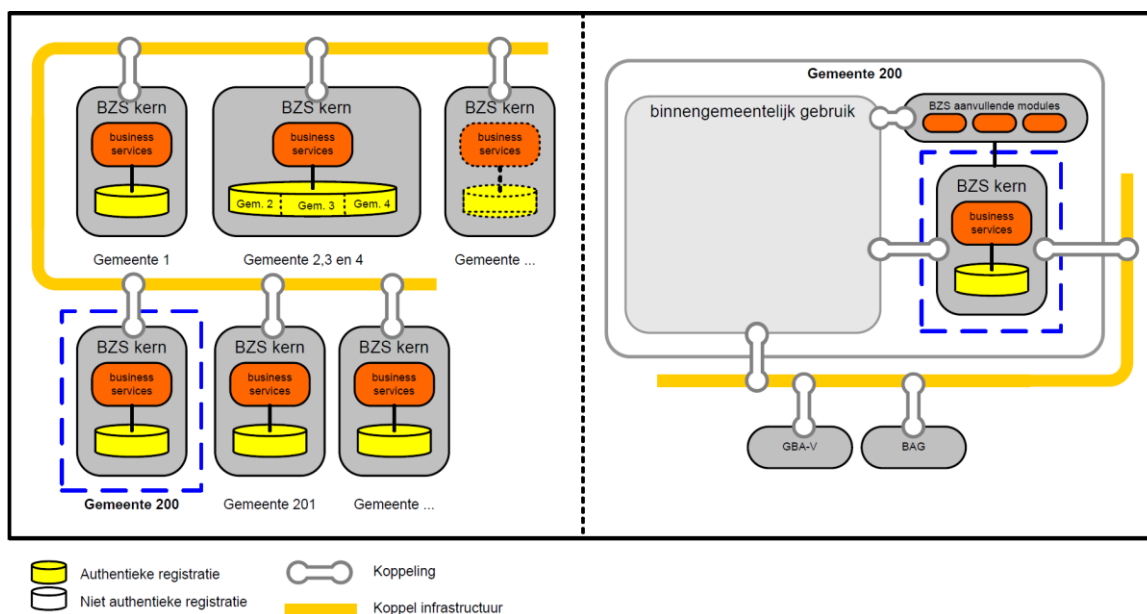 BZS kern
business
services
Gemeente 1
BZS kern
business
services
Gem. 2
Gem. 3
Gem. 4
Gemeente 2,3 en 4
BZS kern
business
services
Gemeente ...
BZS kern
business
services
Gemeente 200
BZS kern
business
services
Gemeente 201
BZS kern
business
services
Gemeente ...
Gemeente 200
binnengemeentelijk gebruik
BZS aanvullende modules
BZS kern
business
services
GBA-V
BAG
Authentieke registratie
Niet authentieke registratie
Koppeling
Koppel infrastructuur